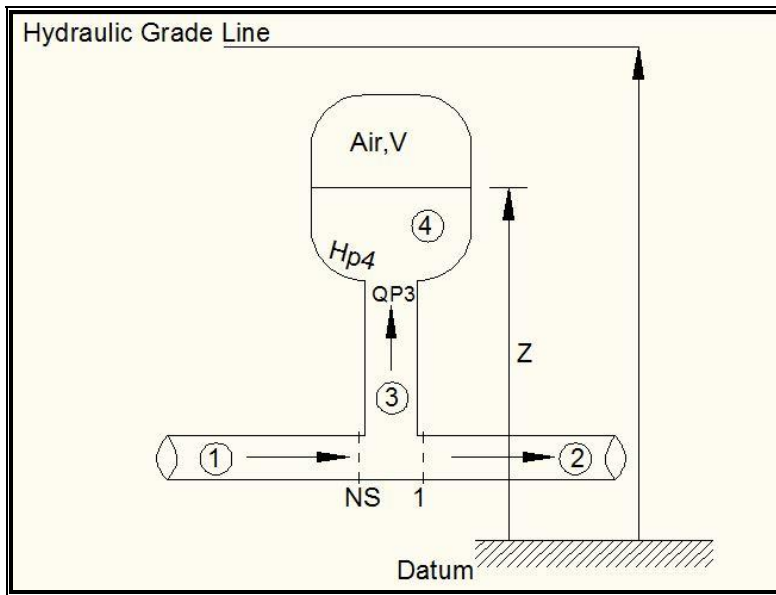 Hydraulic Grade Line
Air,V
4
Hp4
QP3
Z
3
1
2
NS 1
Datum